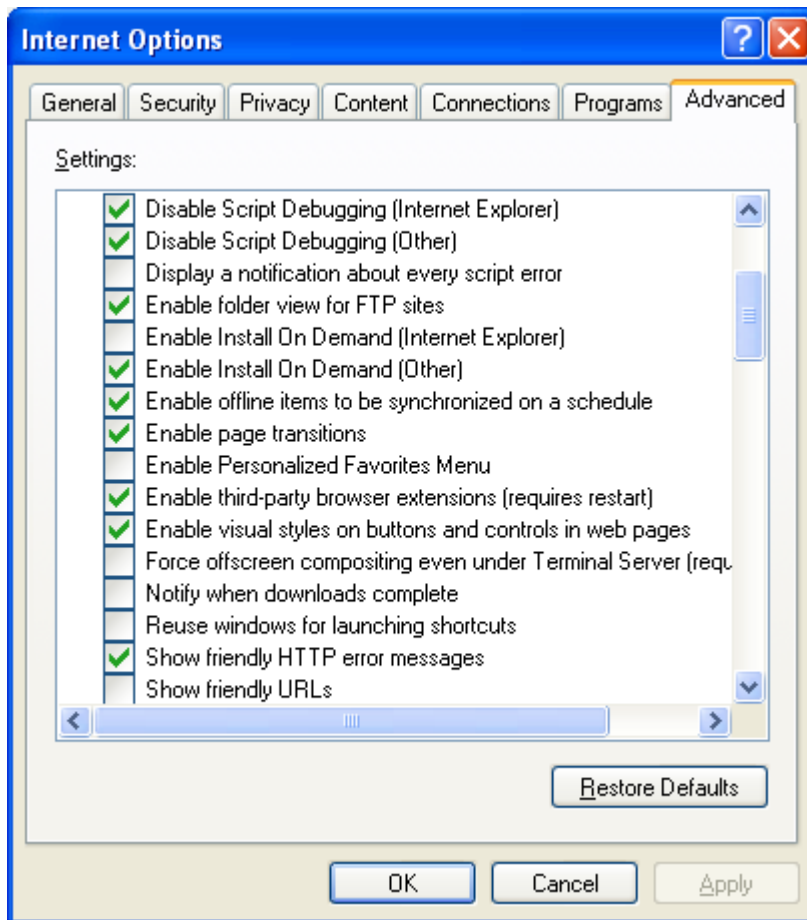 Internet Options
General Security Privacy Content Connections Programs Advanced
Settings:
Disable Script Debugging (Internet Explorer)
Disable Script Debugging (Other)
Display a notification about every script error
Enable folder view for FTP sites
Enable Install On Demand (Internet Explorer)
Enable Install On Demand (Other)
Enable offline items to be synchronized on a schedule
Enable page transitions
Enable Personalized Favorites Menu
Enable third-party browser extensions (requires restart)
Enable visual styles on buttons and controls in web pages
Force offscreen compositing even under Terminal Server (requ
Notify when downloads complete
Reuse windows for launching shortcuts
Show friendly HTTP error messages
Show friendly URLs
Restore Defaults
OK Cancel Apply